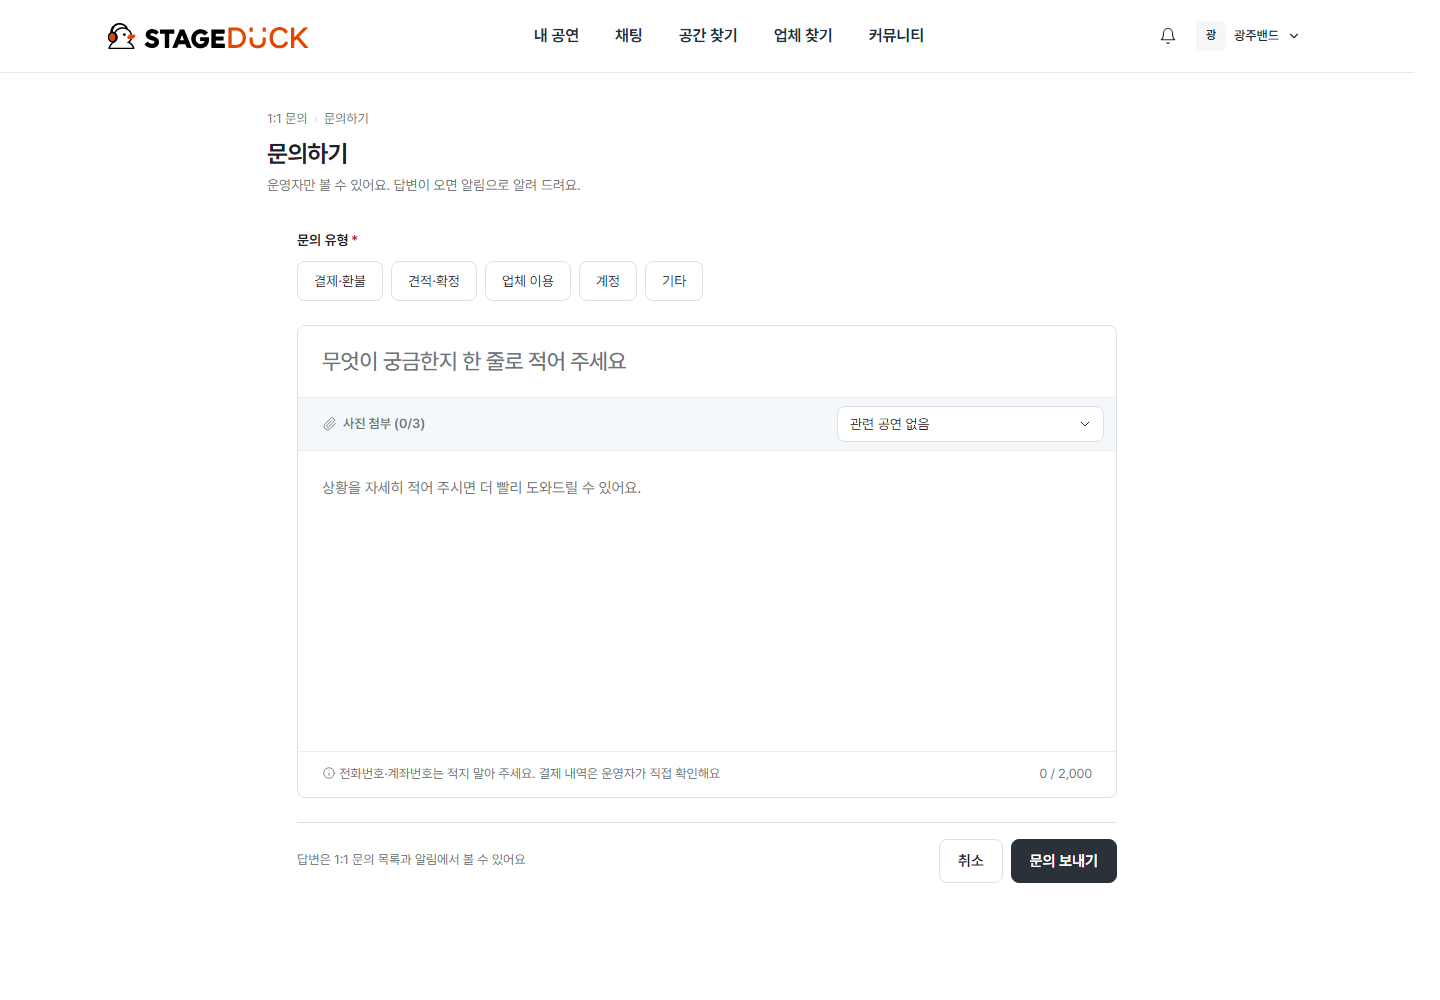 STAGEDUCK
내 공연 채팅 공간 찾기 업체 찾기 커뮤니티
광 광주밴드
1:1 문의 › 문의하기
문의하기
운영자만 볼 수 있어요. 답변이 오면 알림으로 알려 드려요.
문의 유형 *
결제·환불 견적·확정 업체 이용 계정 기타
무엇이 궁금한지 한 줄로 적어 주세요
사진 첨부 (0/3) 관련 공연 없음
상황을 자세히 적어 주시면 더 빨리 도와드릴 수 있어요.
전화번호·계좌번호는 적지 말아 주세요. 결제 내역은 운영자가 직접 확인해요 0 / 2,000
답변은 1:1 문의 목록과 알림에서 볼 수 있어요 취소 문의 보내기